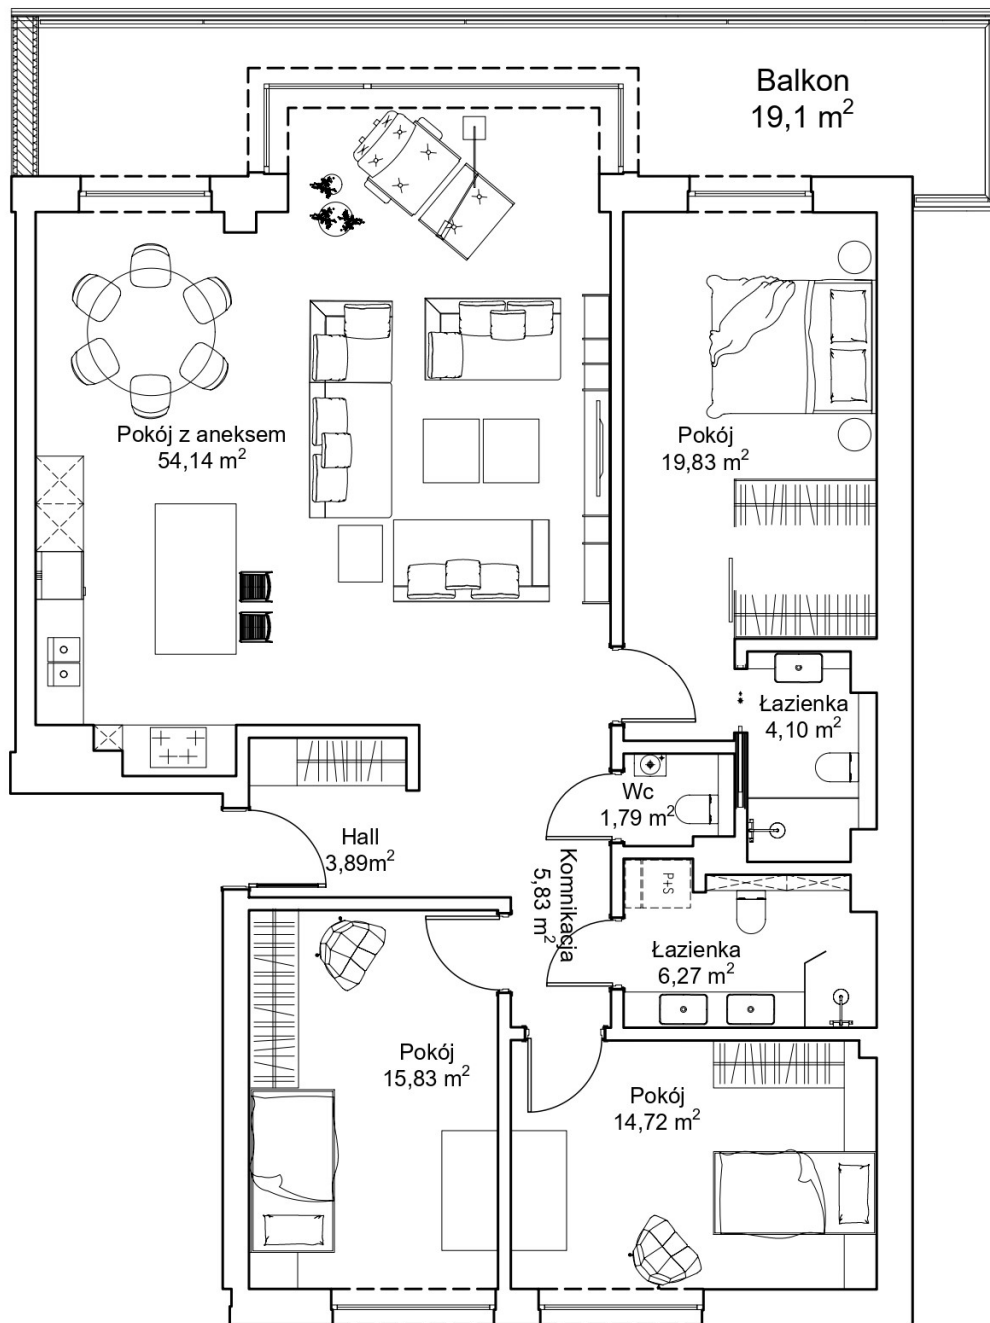 Balkon
19,1 m²
Pokój z aneksem
54,14 m²
Pokój
19,83 m²
Łazienka
4,10 m²
Wc
1,79 m²
Hall
3,89m²
Komnikacja
5,83 m²
P+S
Łazienka
6,27 m²
Pokój
15,83 m²
Pokój
14,72 m²